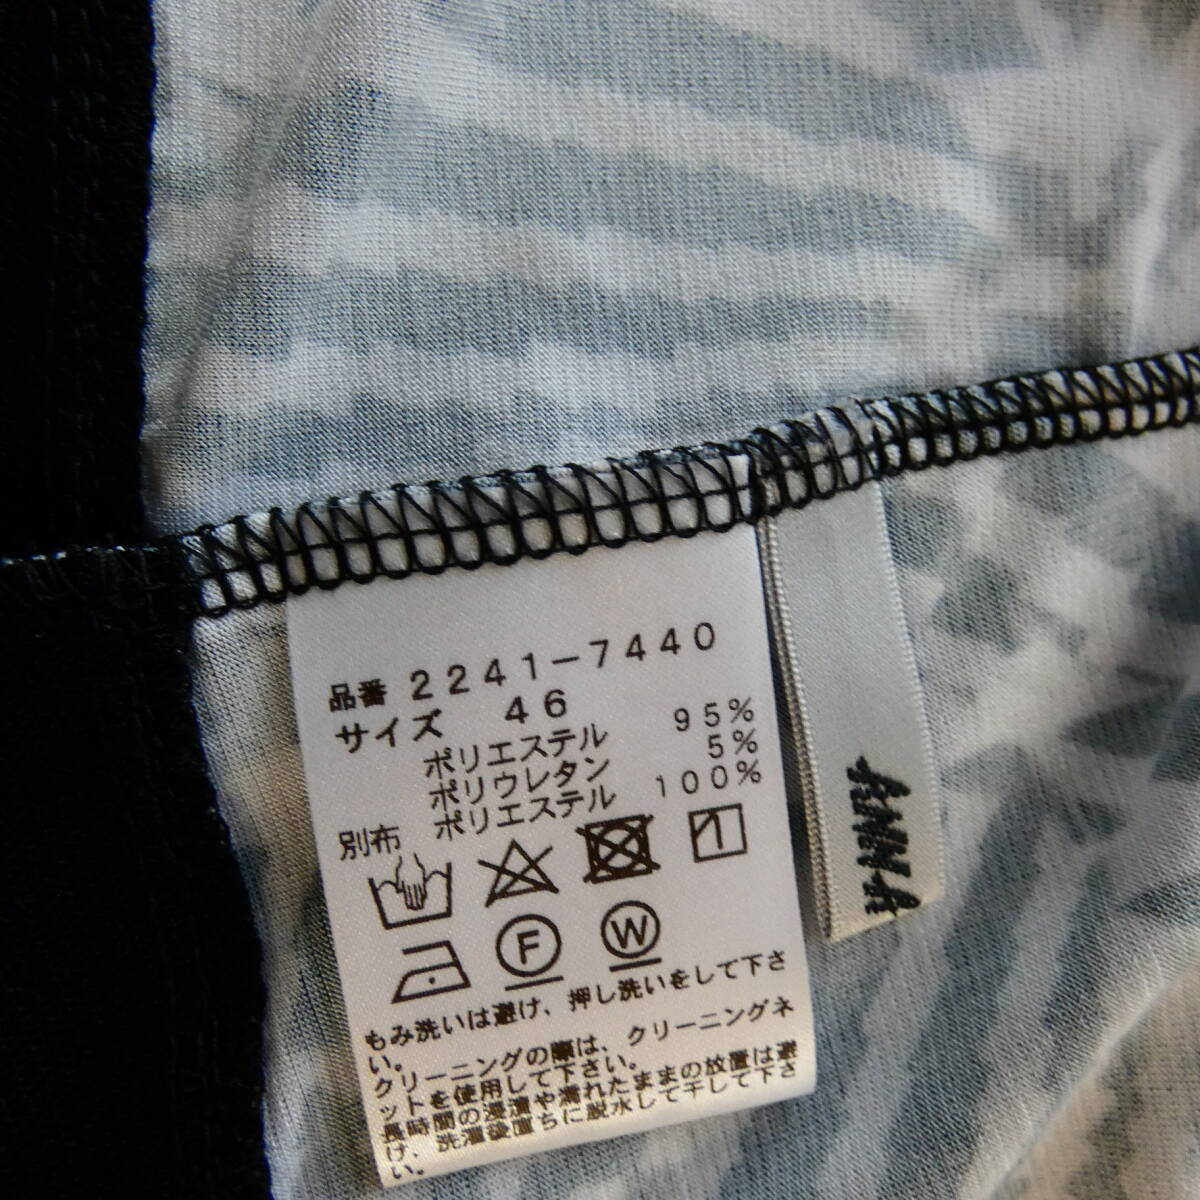 品番 2241-7440
サイズ 46
ポリエステル 95%
ポリウレタン 5%
別布 ポリエステル 100%
F W
もみ洗いは避け、押し洗いをして下さ
い。
クリーニングの際は、クリーニングネ
ットを使用して下さい。
長時間の浸漬や濡れたままの放置は避
け、洗濯後直ちに脱水して干して下さ
い。
ANNA